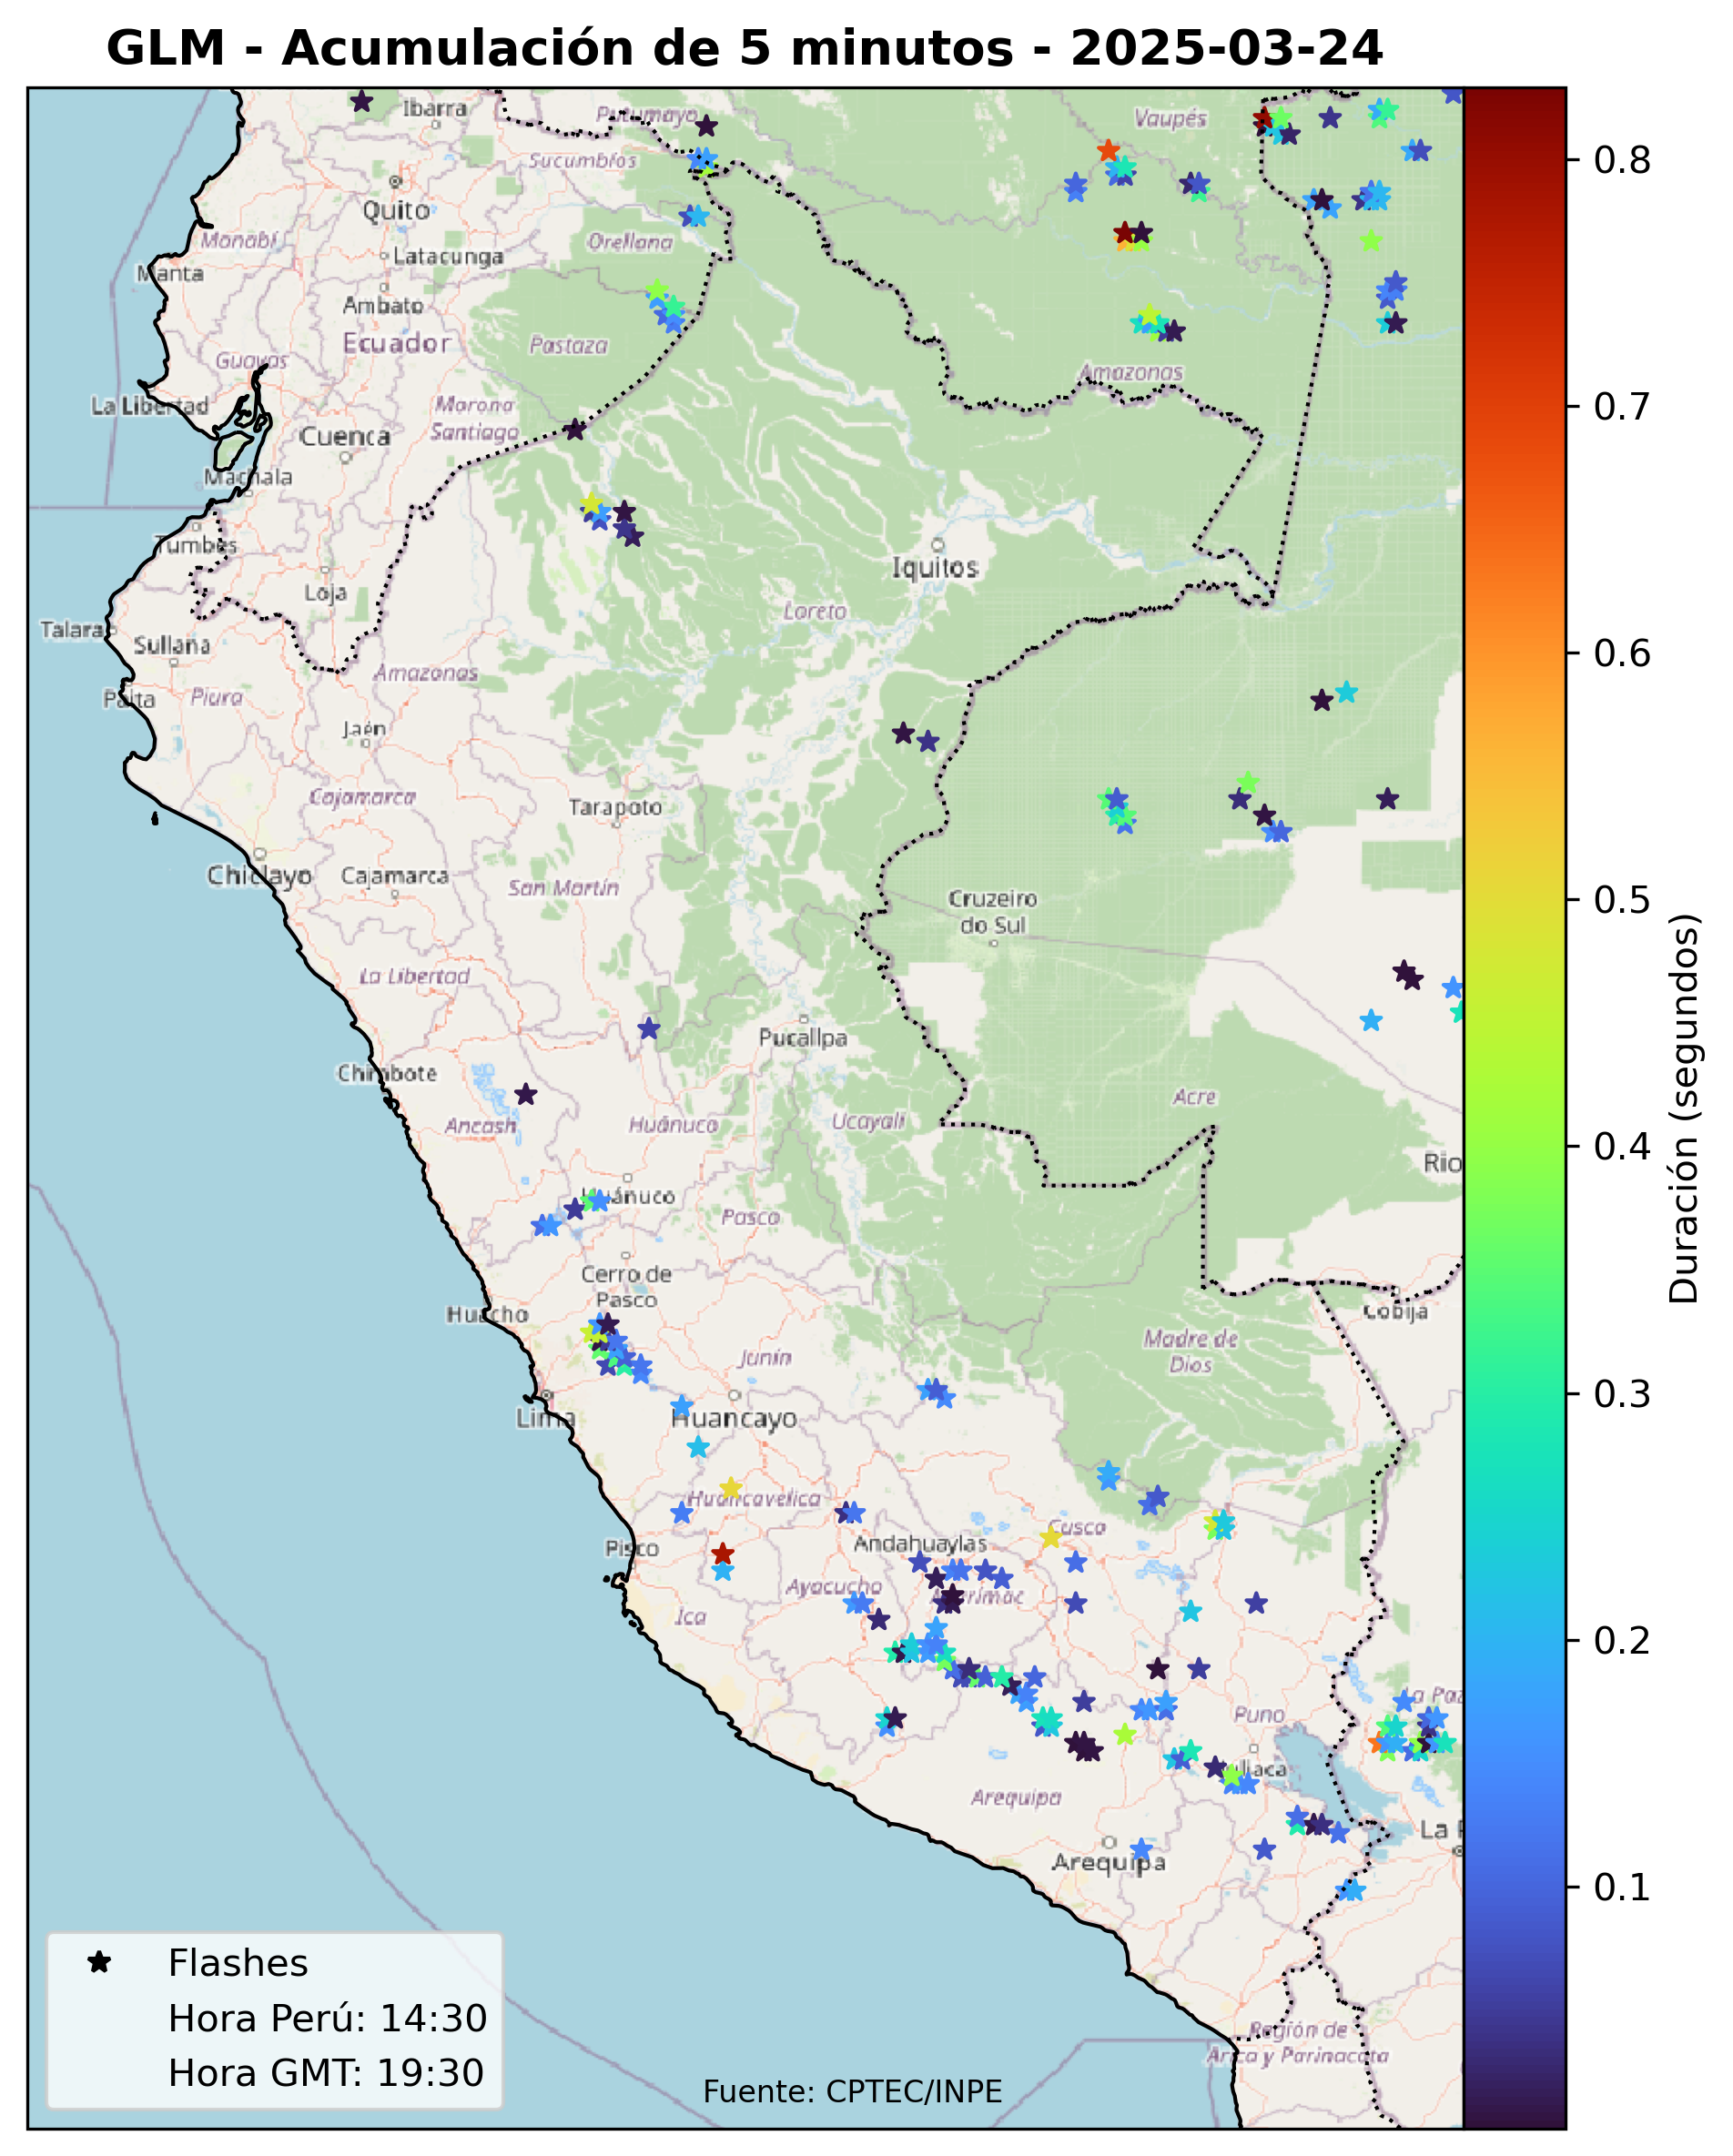 GLM - Acumulación de 5 minutos - 2025-03-24
Ibarra
Putumayo
Vaupés
Sucumbíos
Quito
Manabí
Orellana
Latacunga
Manta
Ambato
Ecuador
Pastaza
Guayas
Amazonas
La Libertad
Morona
Santiago
Cuenca
Machala
Tumbes
Iquitos
Loja
Loreto
Talara
Sullana
Amazonas
Paita
Piura
Jaén
Cajamarca
Tarapoto
Chiclayo
Cajamarca
San Martín
Cruzeiro
do Sul
La Libertad
Pucallpa
Chimbote
Acre
Ancash
Huánuco
Ucayali
Rio
Huánuco
Pasco
Cerro de
Pasco
Huacho
Cobija
Madre de
Dios
Junín
Lima
Huancayo
Huancavelica
Cusco
Pisco
Andahuaylas
Ayacucho
Apurímac
Ica
La Paz
Puno
Juliaca
Arequipa
La P
Arequipa
Región de
Arica y Parinacota
Flashes
Hora Perú: 14:30
Hora GMT: 19:30
Fuente: CPTEC/INPE
0.8
0.7
0.6
0.5
0.4
0.3
0.2
0.1
Duración (segundos)